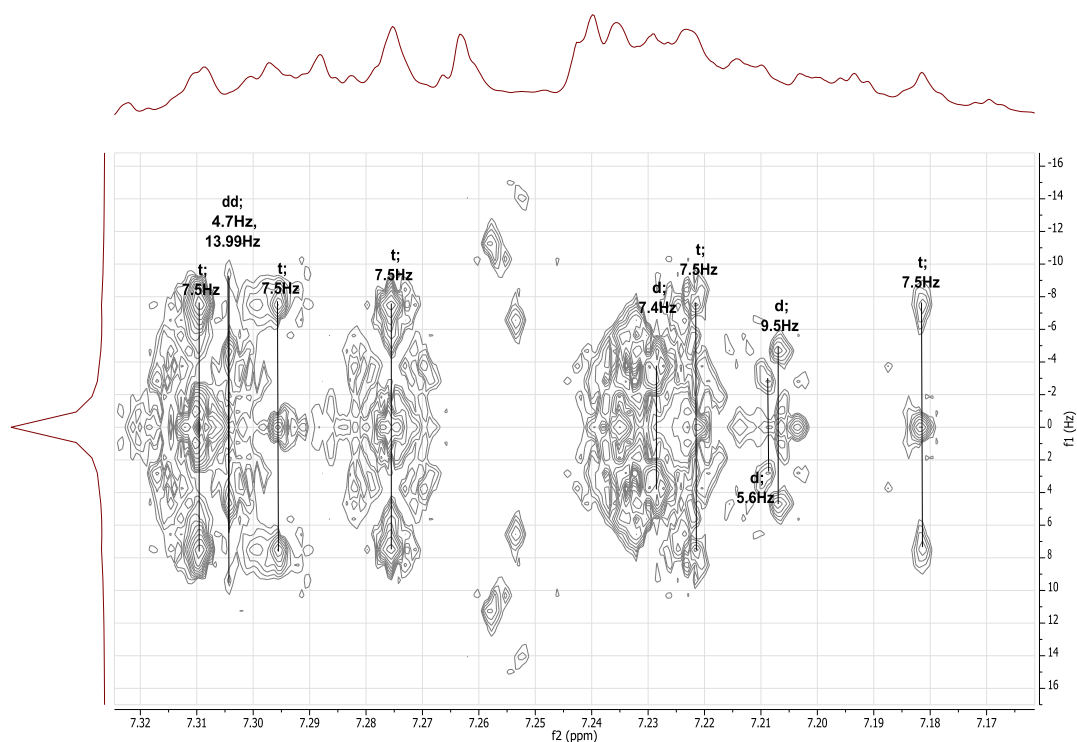 dd;
4.7Hz,
13.99Hz
t;
7.5Hz
t;
7.5Hz
t;
7.5Hz
d;
7.4Hz
t;
7.5Hz
d;
9.5Hz
d;
5.6Hz
t;
7.5Hz
-16
-14
-12
-10
-8
-6
-4
-2
0
2
4
6
8
10
12
14
16
f1 (Hz)
7.32 7.31 7.30 7.29 7.28 7.27 7.26 7.25 7.24 7.23 7.22 7.21 7.20 7.19 7.18 7.17
f2 (ppm)